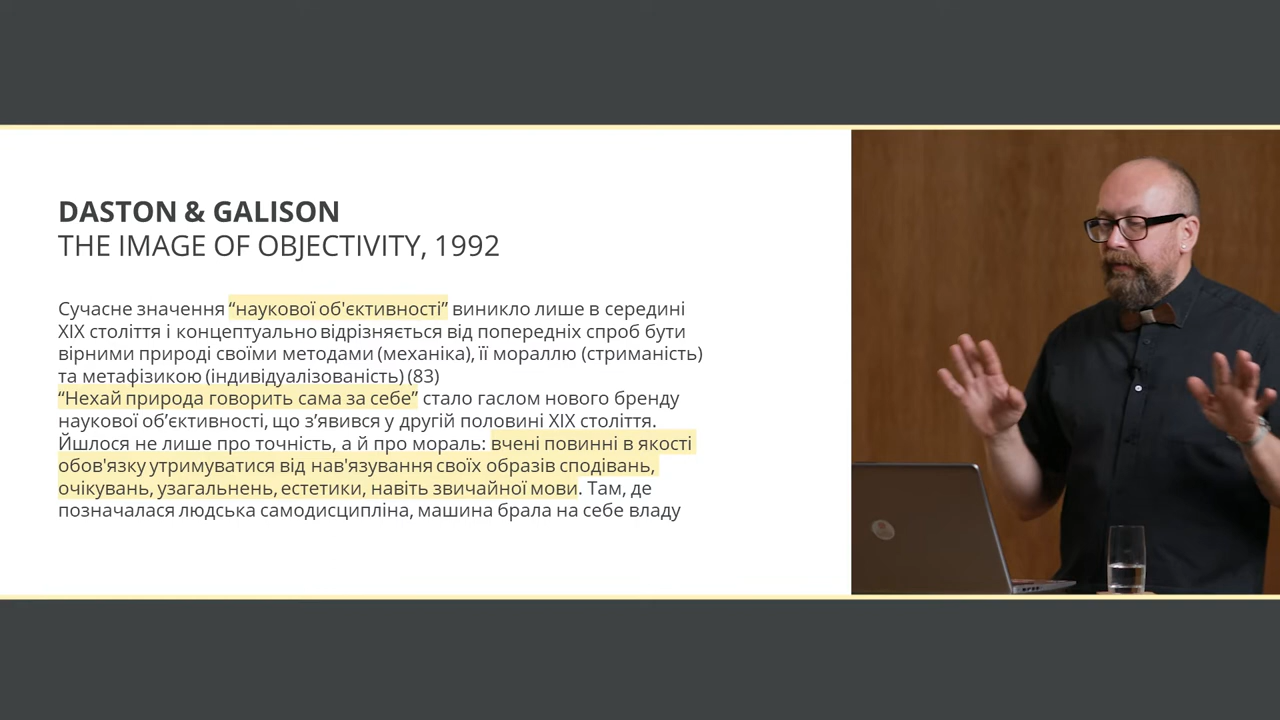 DASTON & GALISON
THE IMAGE OF OBJECTIVITY, 1992
Сучасне значення “наукової об'єктивності” виникло лише в середині
XIX століття і концептуально відрізняється від попередніх спроб бути
вірними природі своїми методами (механіка), її мораллю (стриманість)
та метафізикою (індивідуалізованість) (83)
“Нехай природа говорить сама за себе” стало гаслом нового бренду
наукової об’єктивності, що з’явився у другій половині XIX століття.
Йшлося не лише про точність, а й про мораль: вчені повинні в якості
обов'язку утримуватися від нав'язування своїх образів сподівань,
очікувань, узагальнень, естетики, навіть звичайної мови. Там, де
позначалася людська самодисципліна, машина брала на себе владу